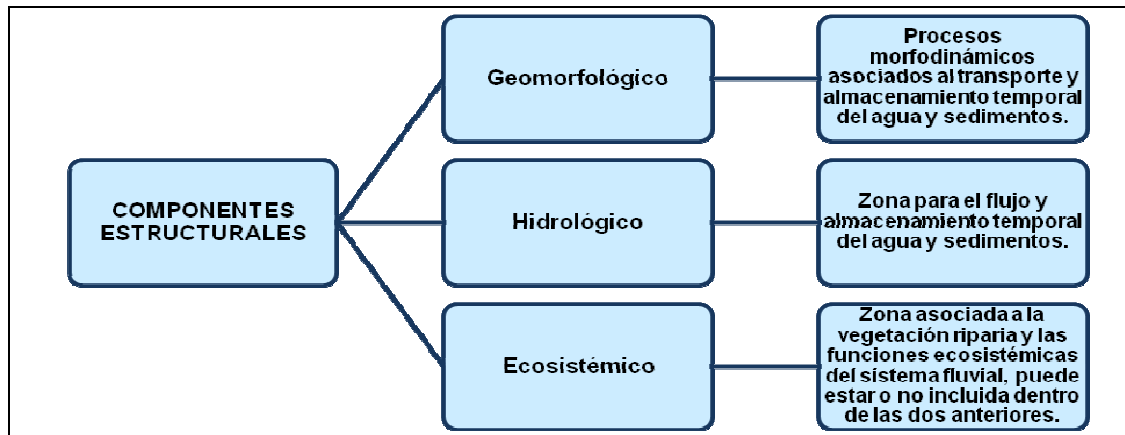 COMPONENTES
ESTRUCTURALES
Geomorfológico
Procesos
morfodinámicos
asociados al transporte y
almacenamiento temporal
del agua y sedimentos.
Hidrológico
Zona para el flujo y
almacenamiento temporal
del agua y sedimentos.
Ecosistémico
Zona asociada a la
vegetación riparia y las
funciones ecosistémicas
del sístema fluvial, puede
estar o no incluida dentro
de las dos anteriores.